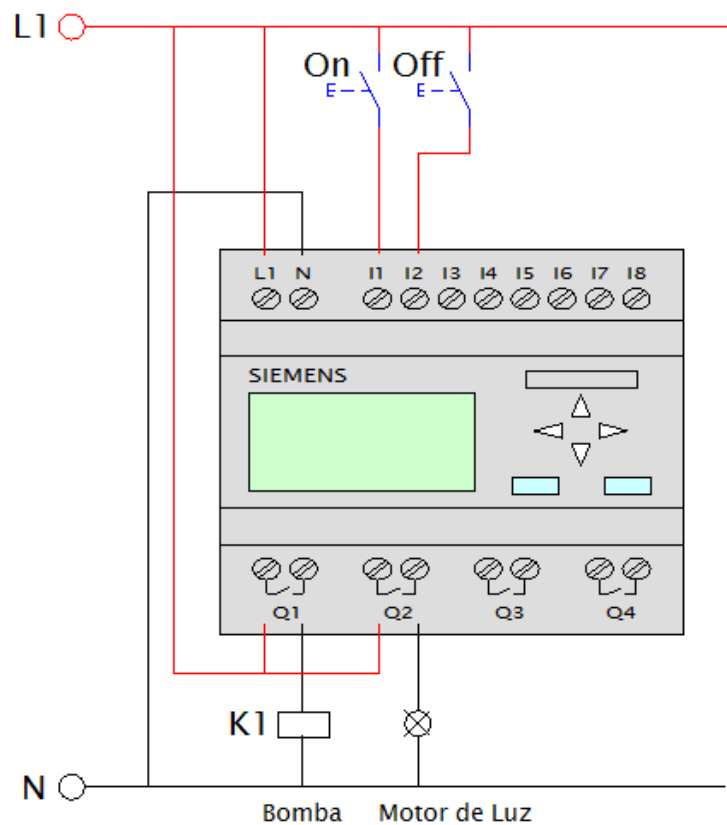 L1
On Off
L1 N I1 I2 I3 I4 I5 I6 I7 I8
SIEMENS
Q1 Q2 Q3 Q4
K1
N
Bomba Motor de Luz